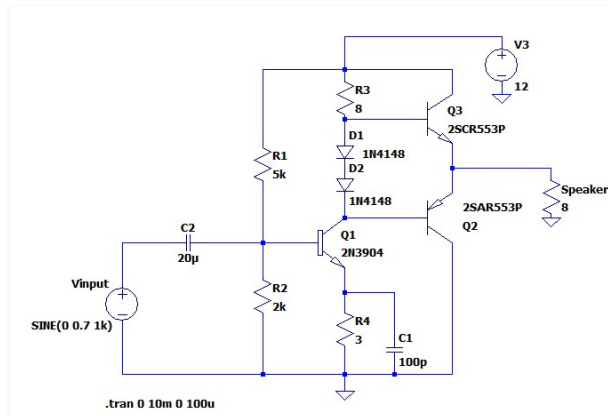 V3
12
R3
8
Q3
2SCR553P
D1
1N4148
D2
1N4148
R1
5k
Speaker
8
2SAR553P
Q2
C2
20µ
Q1
2N3904
Vinput
SINE(0 0.7 1k)
R2
2k
R4
3
C1
100p
.tran 0 10m 0 100u